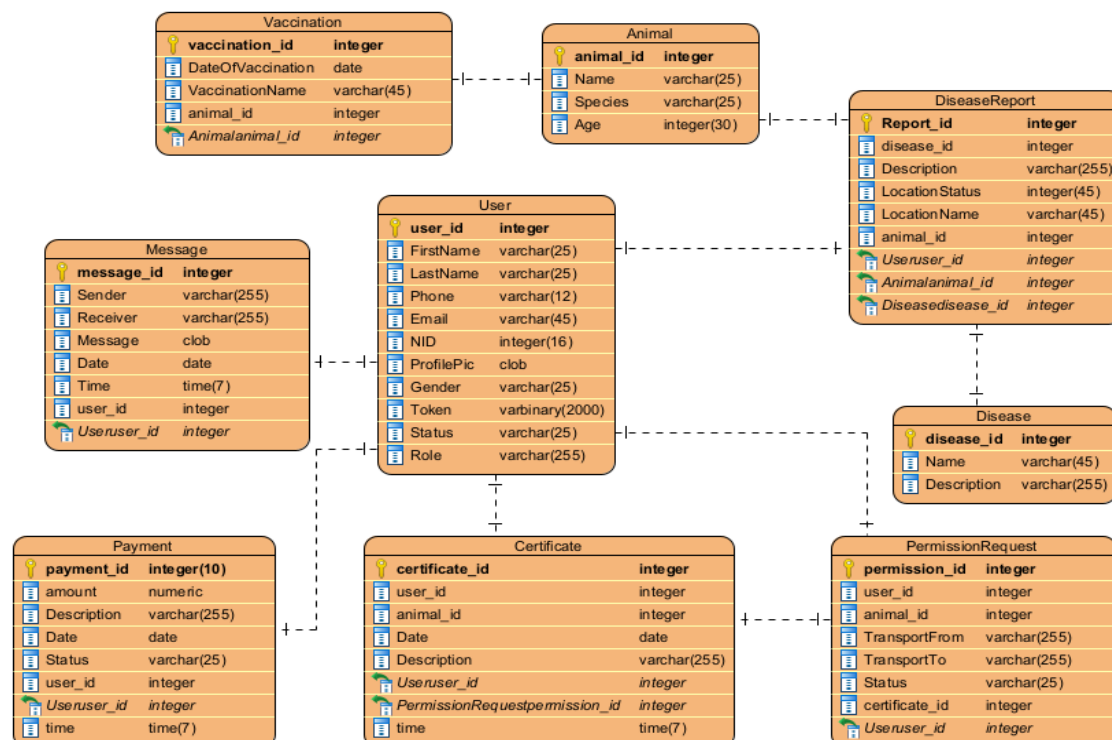 Vaccination
vaccination_id integer
DateOfVaccination date
VaccinationName varchar(45)
animal_id integer
Animalanimal_id integer
Animal
animal_id integer
Name varchar(25)
Species varchar(25)
Age integer(30)
DiseaseReport
Report_id integer
disease_id integer
Description varchar(255)
LocationStatus integer(45)
LocationName varchar(45)
animal_id integer
Useruser_id integer
Animalanimal_id integer
Diseasedisease_id integer
User
user_id integer
FirstName varchar(25)
LastName varchar(25)
Phone varchar(12)
Email varchar(45)
NID integer(16)
ProfilePic clob
Gender varchar(25)
Token varbinary(2000)
Status varchar(25)
Role varchar(255)
Message
message_id integer
Sender varchar(255)
Receiver varchar(255)
Message clob
Date date
Time time(7)
user_id integer
Useruser_id integer
Disease
disease_id integer
Name varchar(45)
Description varchar(255)
Payment
payment_id integer(10)
amount numeric
Description varchar(255)
Date date
Status varchar(25)
user_id integer
Useruser_id integer
time time(7)
Certificate
certificate_id integer
user_id integer
animal_id integer
Date date
Description varchar(255)
Useruser_id integer
PermissionRequestpermission_id integer
time time(7)
PermissionRequest
permission_id integer
user_id integer
animal_id integer
TransportFrom varchar(255)
TransportTo varchar(255)
Status varchar(25)
certificate_id integer
Useruser_id integer